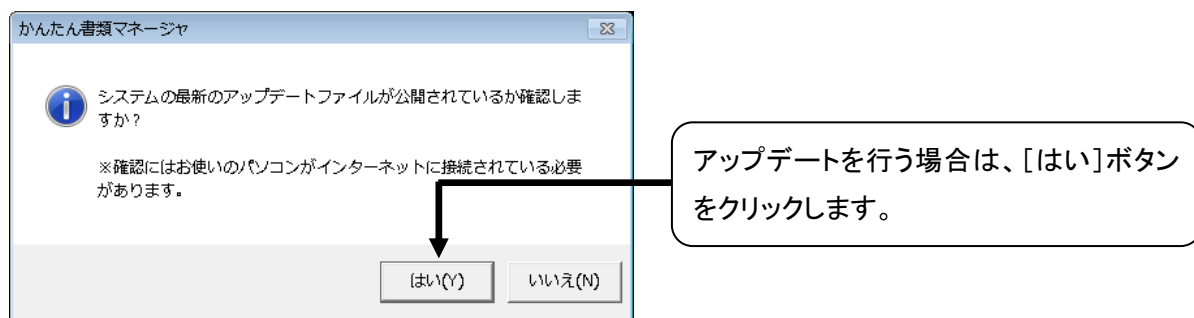 かんたん書類マネージャ
システムの最新のアップデートファイルが公開されているか確認しま
すか?
※確認にはお使いのパソコンがインターネットに接続されている必要
があります。
はい(Y)
いいえ(N)
アップデートを行う場合は、[はい]ボタン
をクリックします。